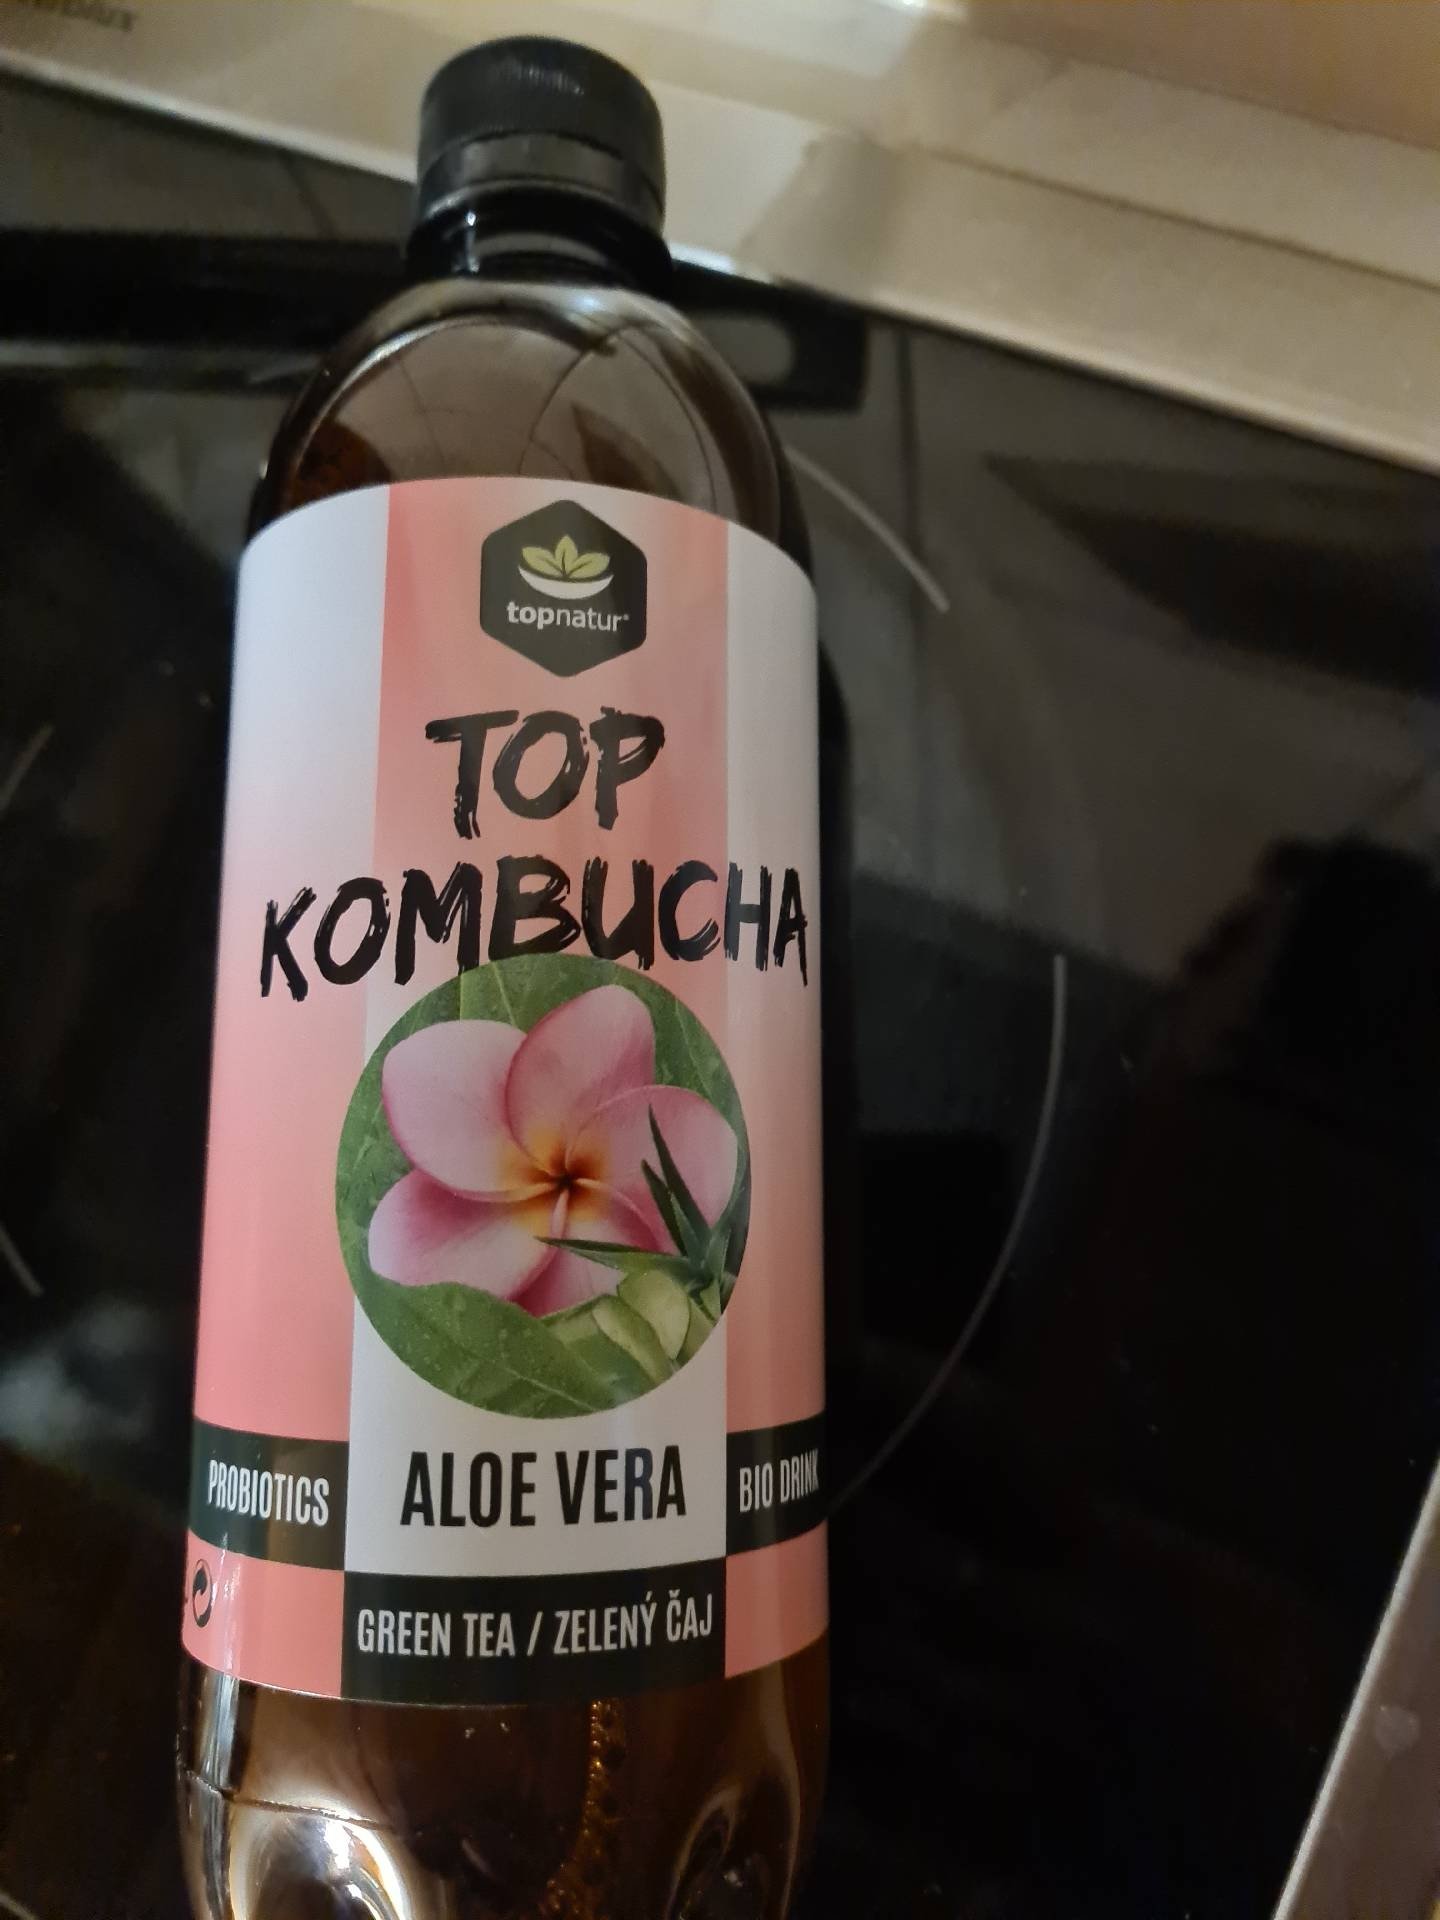 topnatur®
TOP
KOMBUCHA
PROBIOTICS
ALOE VERA
BIO DRINK
GREEN TEA / ZELENÝ ČAJ